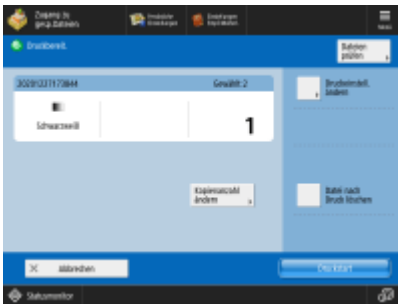 Zugang zu
gesp.Dateien
Druckbereit.
Dateien
prüfen
Gewählt:2
Schwarzweiß
1
Druckeinstell.
ändern
Kopienanzahl
ändern
Datei nach
Druck löschen
Abbrechen
Druckstart
Statusmonitor